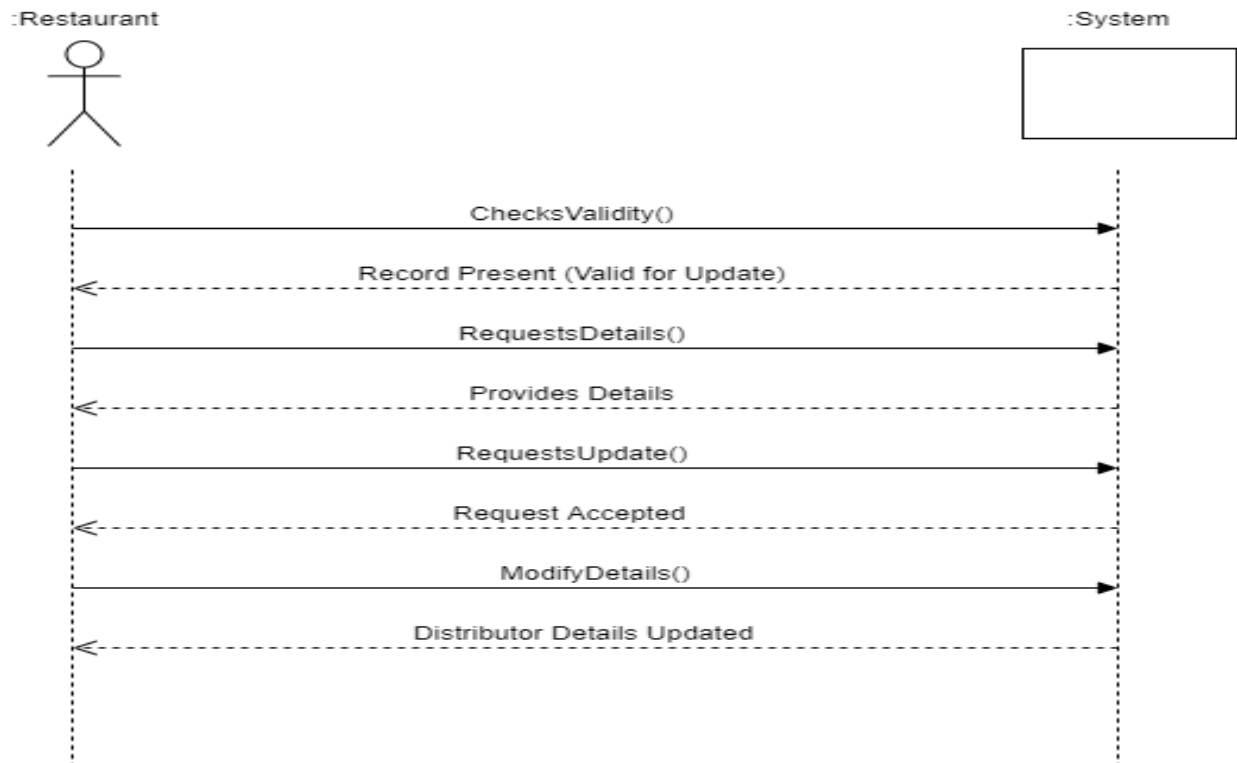 :Restaurant
:System
ChecksValidity()
Record Present (Valid for Update)
RequestsDetails()
Provides Details
RequestsUpdate()
Request Accepted
ModifyDetails()
Distributor Details Updated